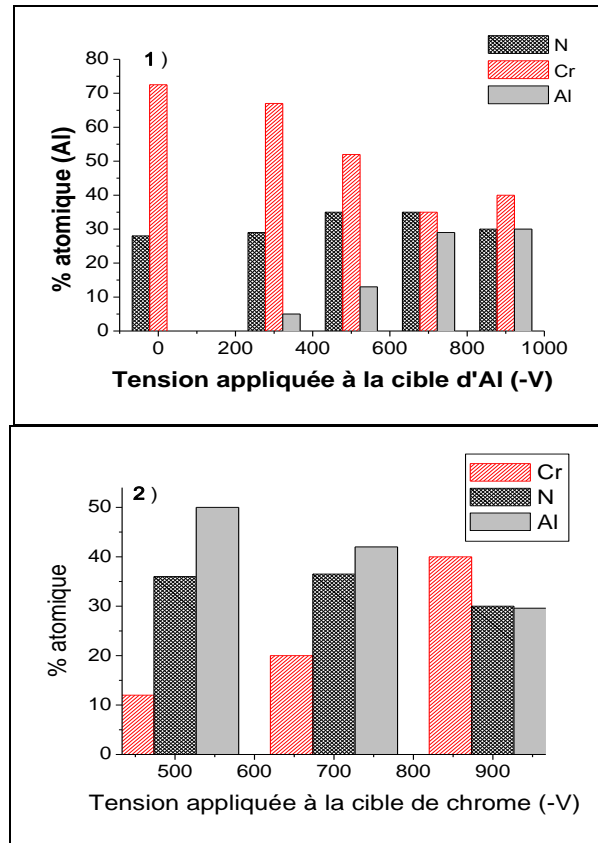 1 )
N
Cr
Al
80
70
60
50
40
30
20
10
0
% atomique (Al)
0 200 400 600 800 1000
Tension appliquée à la cible d'Al (-V)
2 )
Cr
N
Al
50
40
30
20
10
0
% atomique
500 600 700 800 900
Tension appliquée à la cible de chrome (-V)